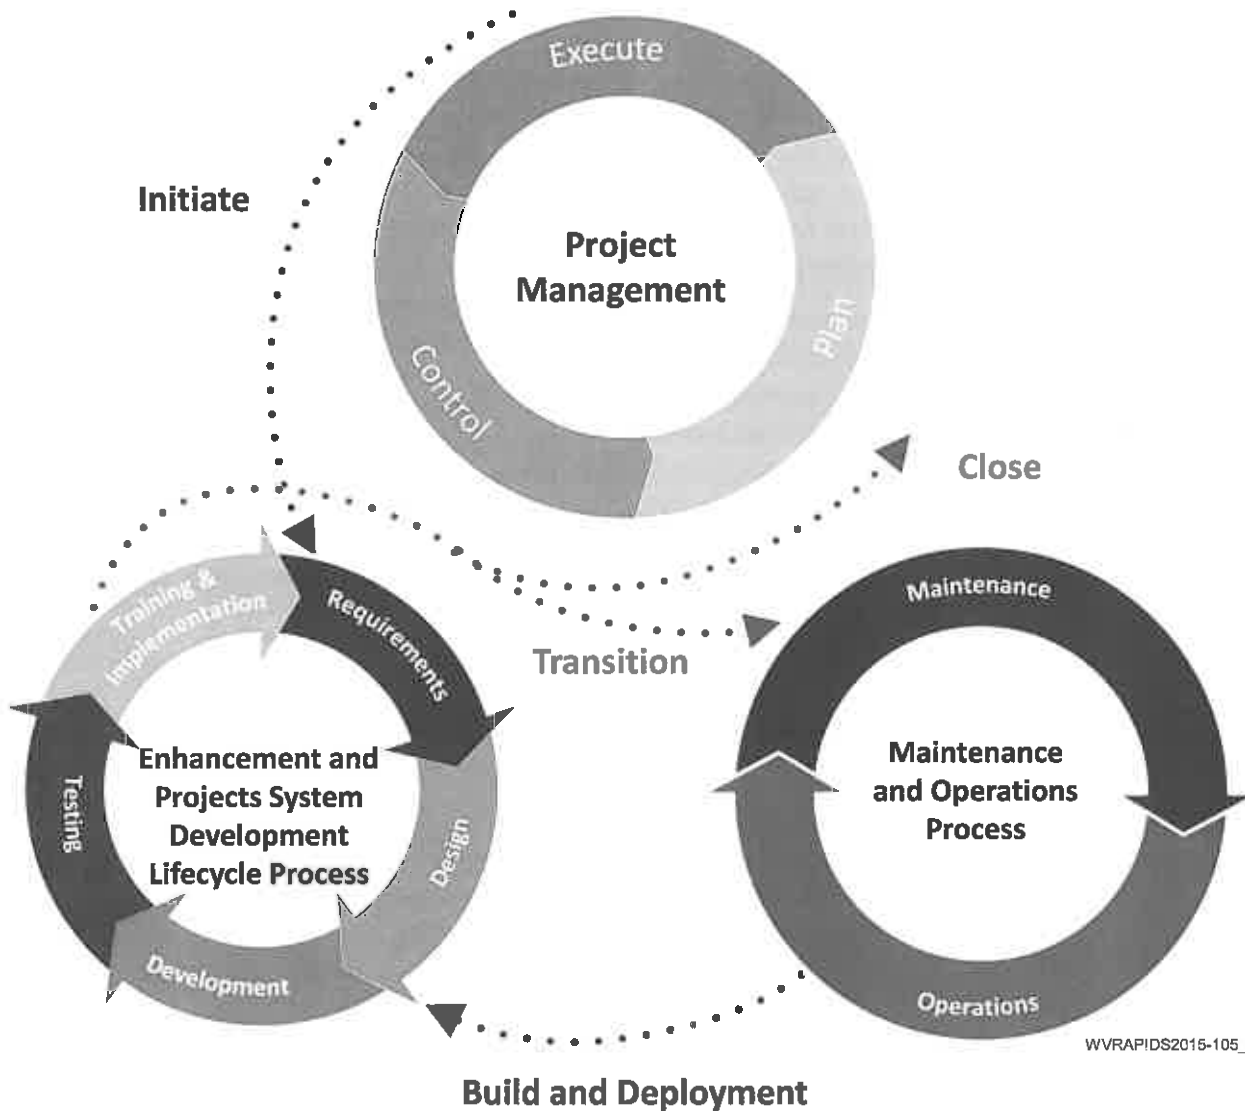 Execute
Initiate
Project
Management
Plan
Control
Close
Training &
Implementation
Requirements
Maintenance
Transition
Enhancement and
Projects System
Development
Lifecycle Process
Testing
Design
Development
Maintenance
and Operations
Process
Operations
WVRAPIDS2015-105_
Build and Deployment